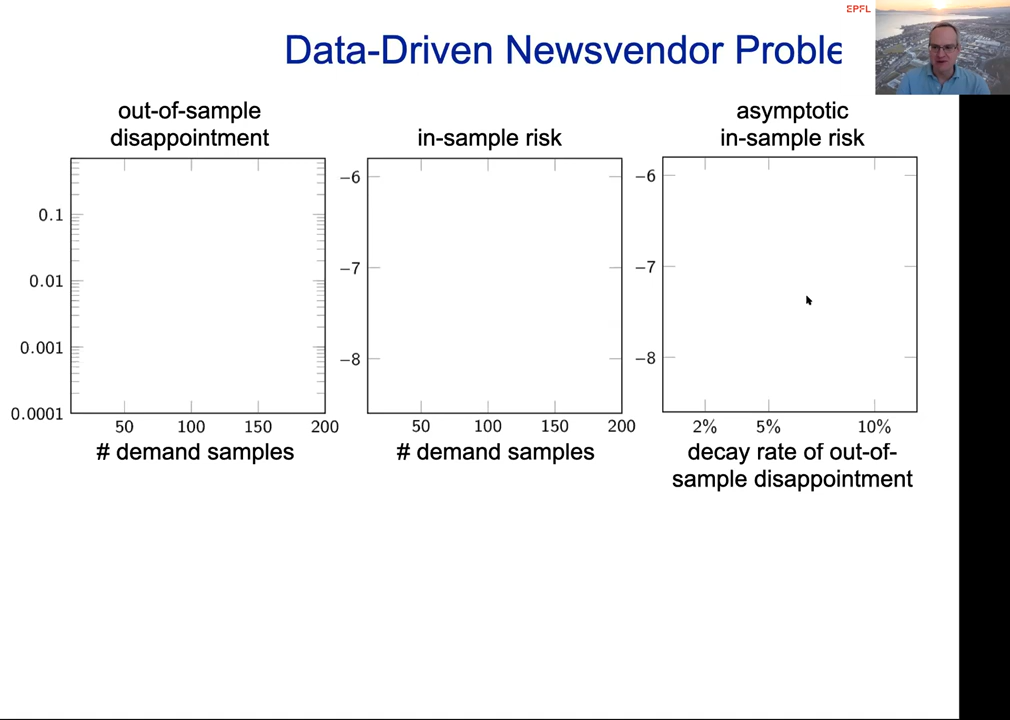 EPFL
Data-Driven Newsvendor Proble
out-of-sample
disappointment
0.1
0.01
0.001
0.0001
50 100 150 200
# demand samples
in-sample risk
−6
−7
−8
50 100 150 200
# demand samples
asymptotic
in-sample risk
−6
−7
−8
2% 5% 10%
decay rate of out-of-
sample disappointment